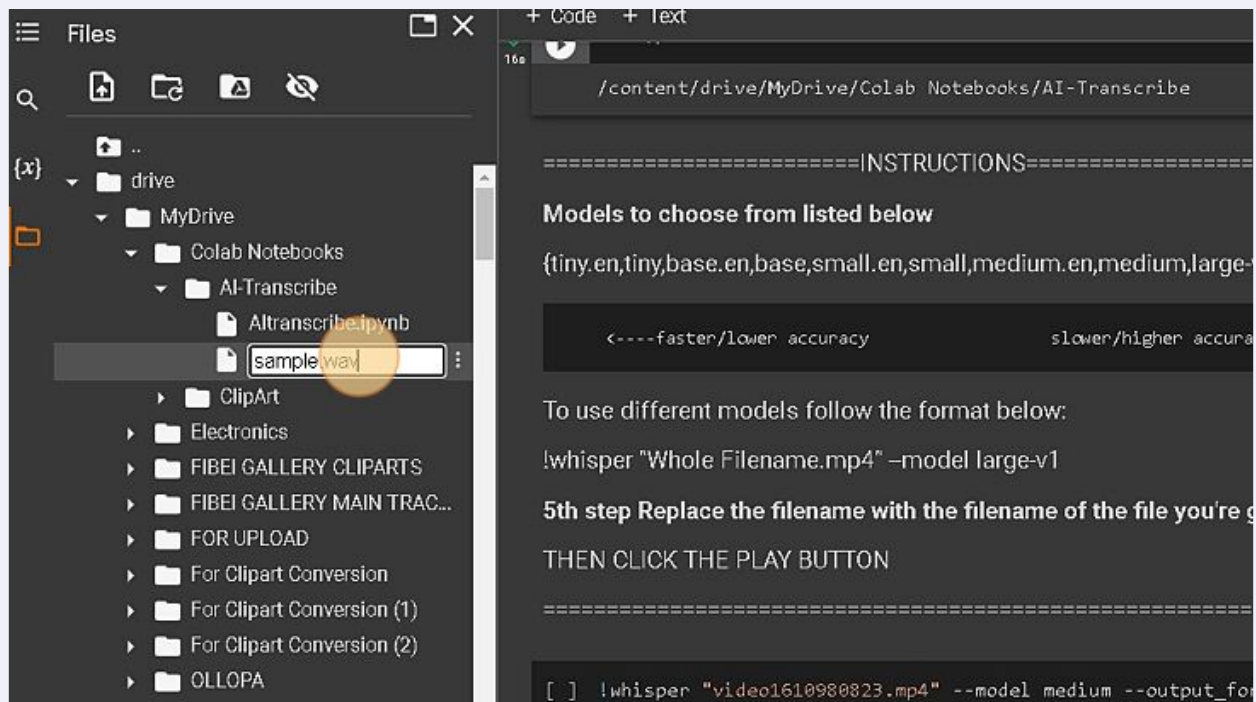 Files
..
{x}
drive
MyDrive
Colab Notebooks
AI-Transcribe
AItranscribe.ipynb
sample.wav
ClipArt
Electronics
FIBEI GALLERY CLIPARTS
FIBEI GALLERY MAIN TRAC...
FOR UPLOAD
For Clipart Conversion
For Clipart Conversion (1)
For Clipart Conversion (2)
OLLOPA
+ Code + Text
16s
/content/drive/MyDrive/Colab Notebooks/AI-Transcribe
=========================INSTRUCTIONS==================
Models to choose from listed below
{tiny.en,tiny,base.en,base,small.en,small,medium.en,medium,large-
<----faster/lower accuracy slower/higher accura
To use different models follow the format below:
!whisper "Whole Filename.mp4" –model large-v1
5th step Replace the filename with the filename of the file you're
THEN CLICK THE PLAY BUTTON
========================================================
[ ] !whisper "video1610980823.mp4" --model medium --output_fo